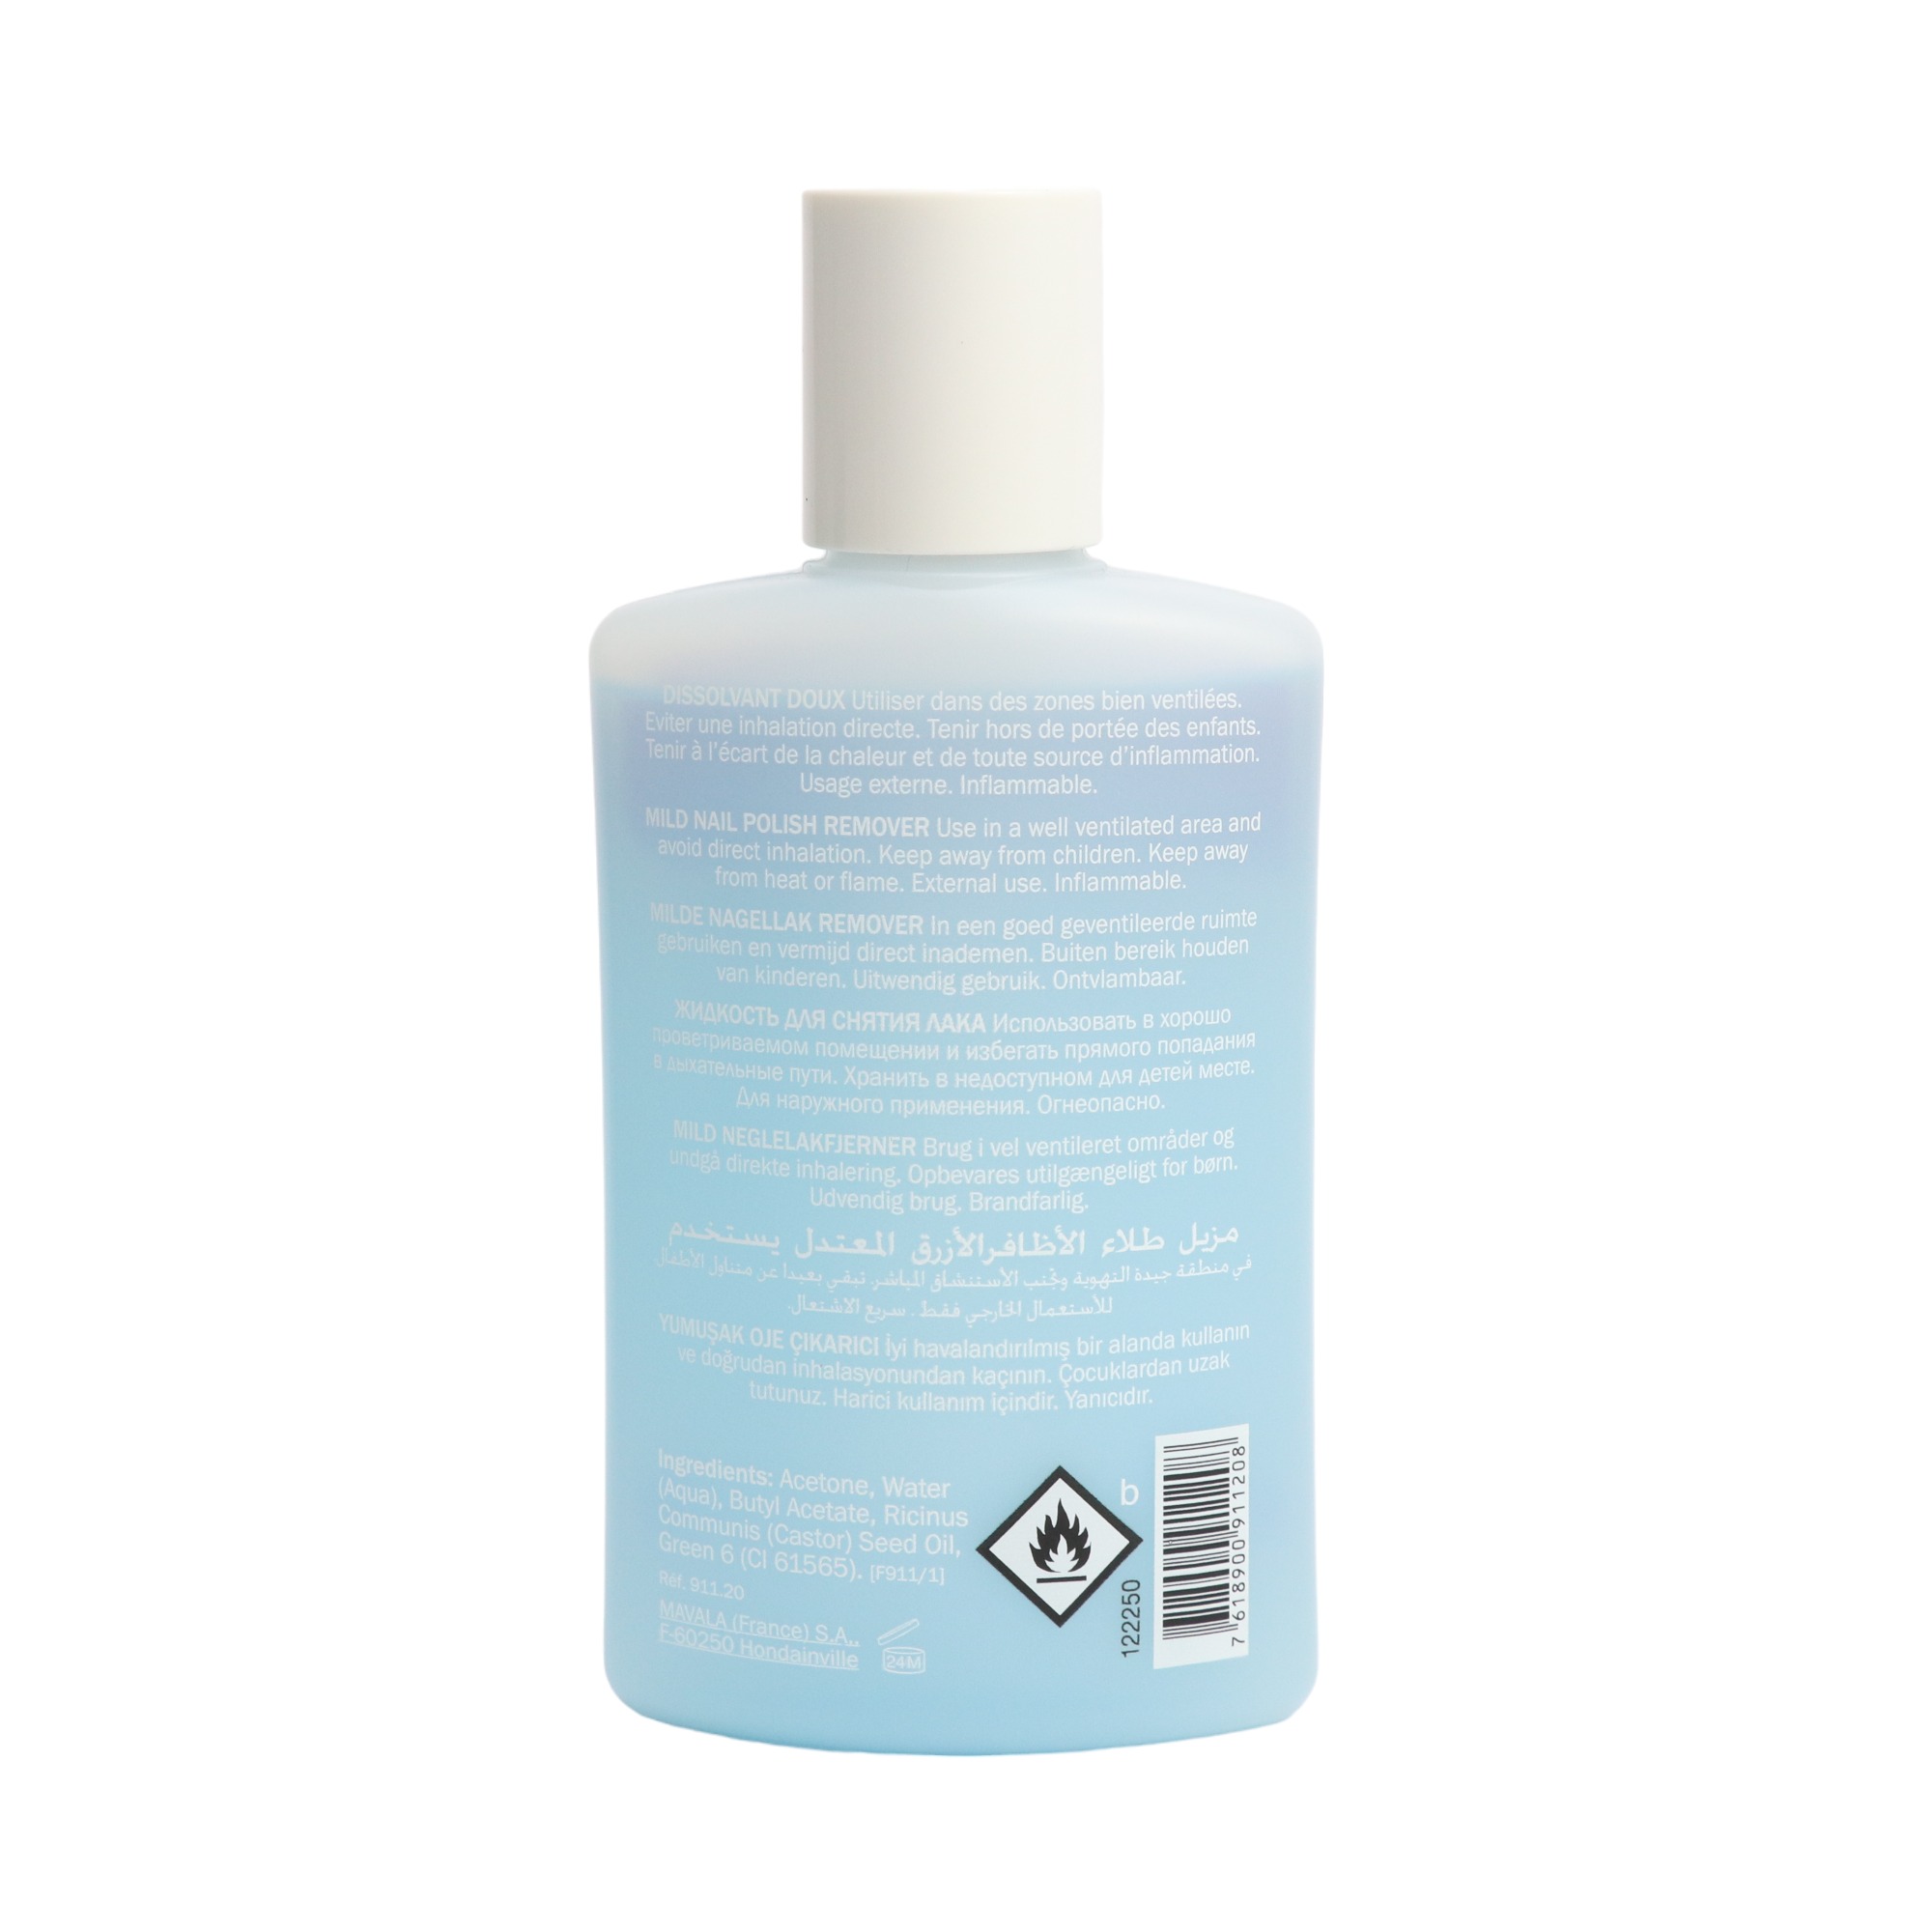 DISSOLVANT DOUX Utiliser dans des zones bien ventilées.
Eviter une inhalation directe. Tenir hors de portée des enfants.
Tenir à l'écart de la chaleur et de toute source d'inflammation.
Usage externe. Inflammable.
MILD NAIL POLISH REMOVER Use in a well ventilated area and
avoid direct inhalation. Keep away from children. Keep away
from heat or flame. External use. Inflammable.
MILDE NAGELLAK REMOVER In een goed geventileerde ruimte
gebruiken en vermijd direct inademen. Buiten bereik houden
van kinderen. Uitwendig gebruik. Ontvlambaar.
ЖИДКОСТЬ ДЛЯ СНЯТИЯ ЛАКА Использовать в хорошо
проветриваемом помещении и избегать прямого попадания
в дыхательные пути. Хранить в недоступном для детей месте.
Для наружного применения. Огнеопасно.
MILD NEGLELAKFJERNER Brug i vel ventileret områder og
undgå direkte inhalering. Opbevares utilgængeligt for børn.
Udvendig brug. Brandfarlig.
مزيل طلاء الأظافرالأزرق المعتدل يستخدم
في منطقة جيدة التهوية وتجنب الاستنشاق المباشر. تبقي بعيدا عن متناول الأطفال
للأستعمال الخارجي فقط . سريع الاشتعال.
YUMUŞAK OJE ÇIKARICI İyi havalandırılmış bir alanda kullanın
ve doğrudan inhalasyonundan kaçının. Çocuklardan uzak
tutunuz. Harici kullanım içindir. Yanıcıdır.
Ingredients: Acetone, Water
(Aqua), Butyl Acetate, Ricinus
Communis (Castor) Seed Oil,
Green 6 (CI 61565). [F911/1]
Réf. 911.20
MAVALA (France) S.A.,
F-60250 Hondainville
24M
b
122250
7 618900 911208